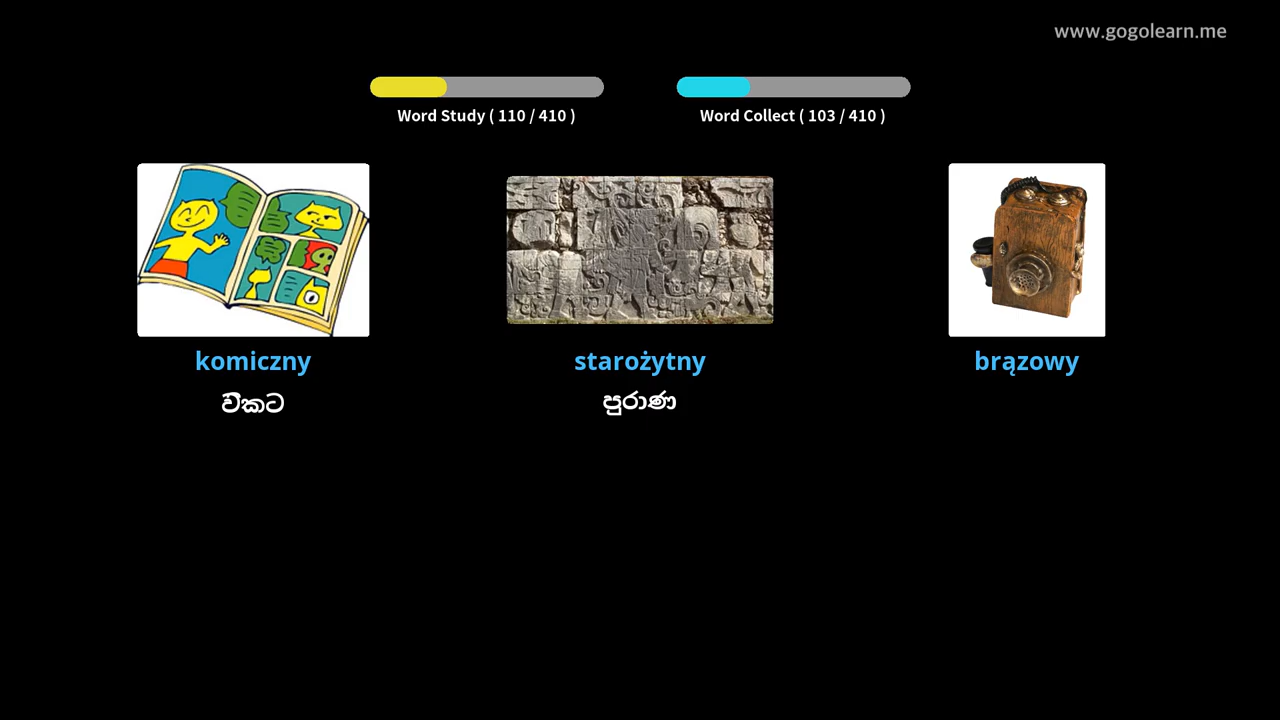 www.gogolearn.me
Word Study ( 110 / 410 )
Word Collect ( 103 / 410 )
komiczny
starożytny
brązowy
විකට
පුරාණ